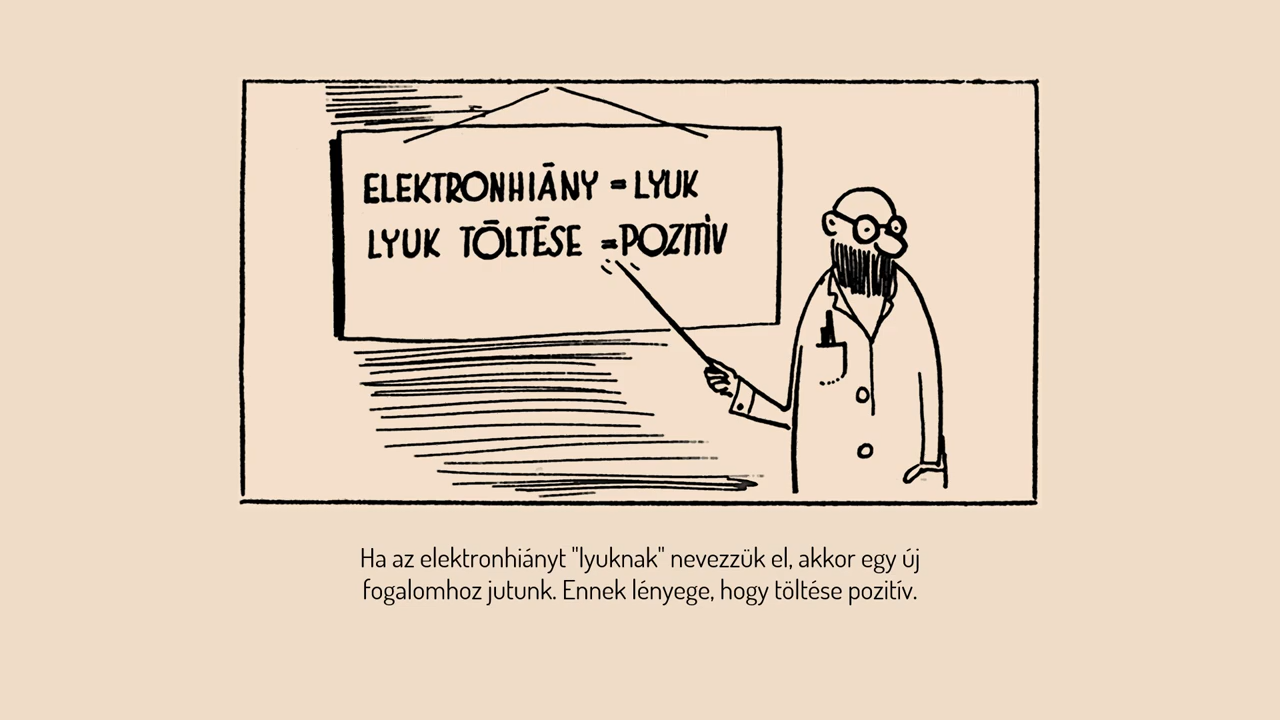 ELEKTRONHIÁNY = LYUK
LYUK TÖLTÉSE = POZITÍV
Ha az elektronhiányt "lyuknak" nevezzük el, akkor egy új
fogalomhoz jutunk. Ennek lényege, hogy töltése pozitív.